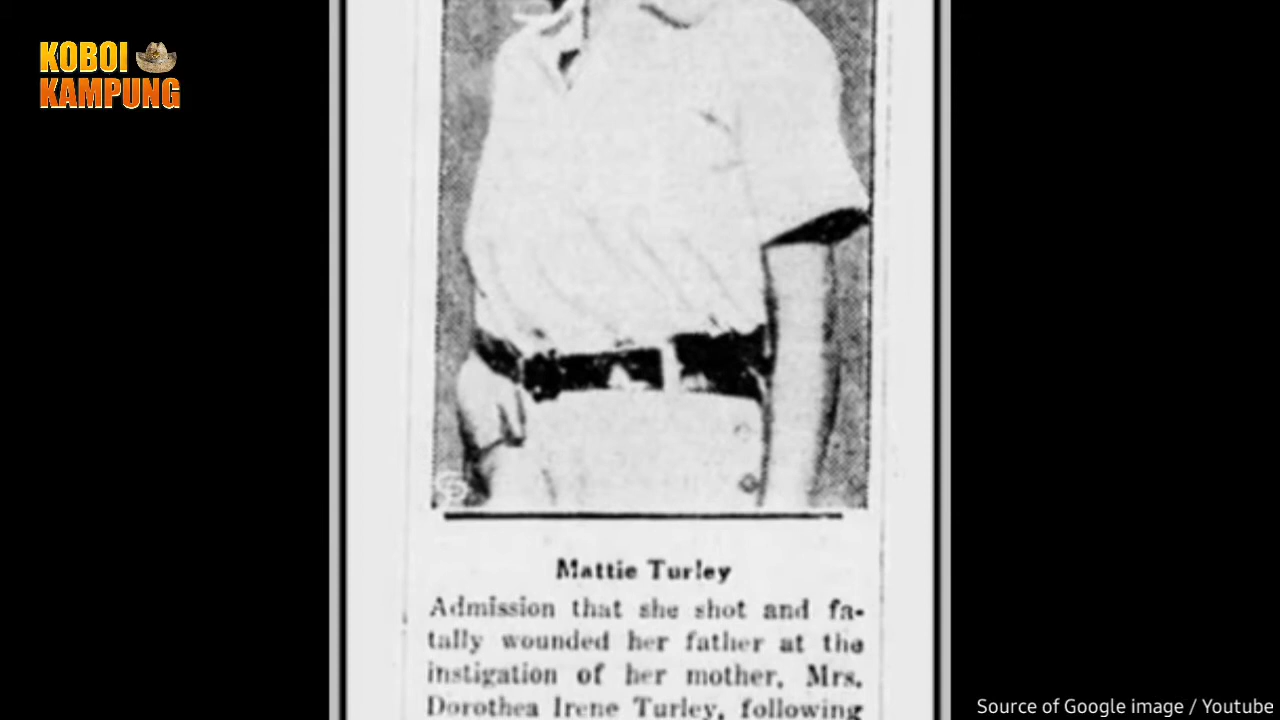 KOBOI
KAMPUNG
Mattie Turley
Admission that she shot and fa-
tally wounded her father at the
instigation of her mother, Mrs.
Dorothea Irene Turley, following
Source of Google image / Youtube